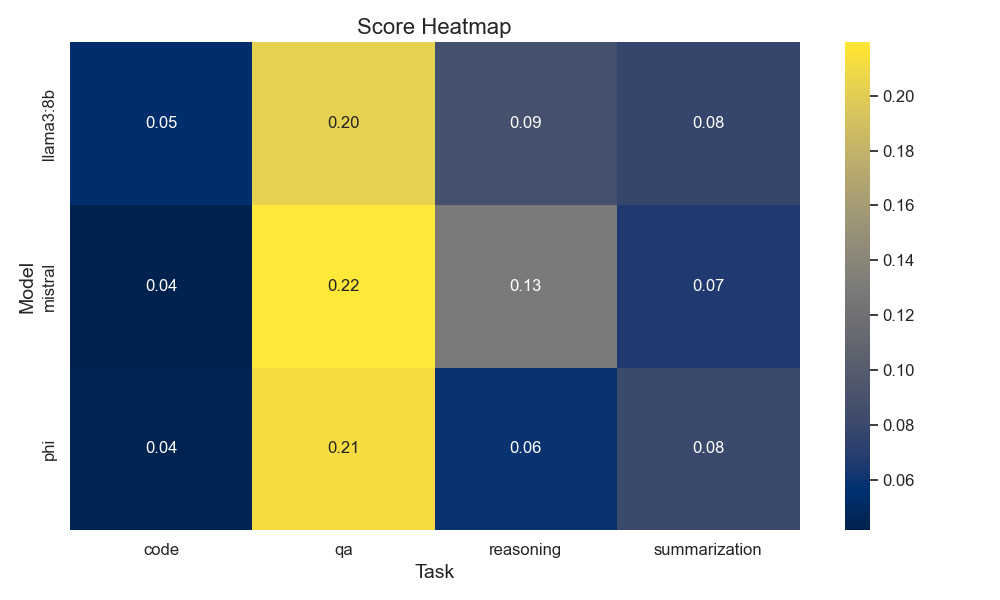 Score Heatmap
Model
llama3:8b
0.05 0.20 0.09 0.08
mistral
0.04 0.22 0.13 0.07
phi
0.04 0.21 0.06 0.08
code qa reasoning summarization
Task
0.20
0.18
0.16
0.14
0.12
0.10
0.08
0.06